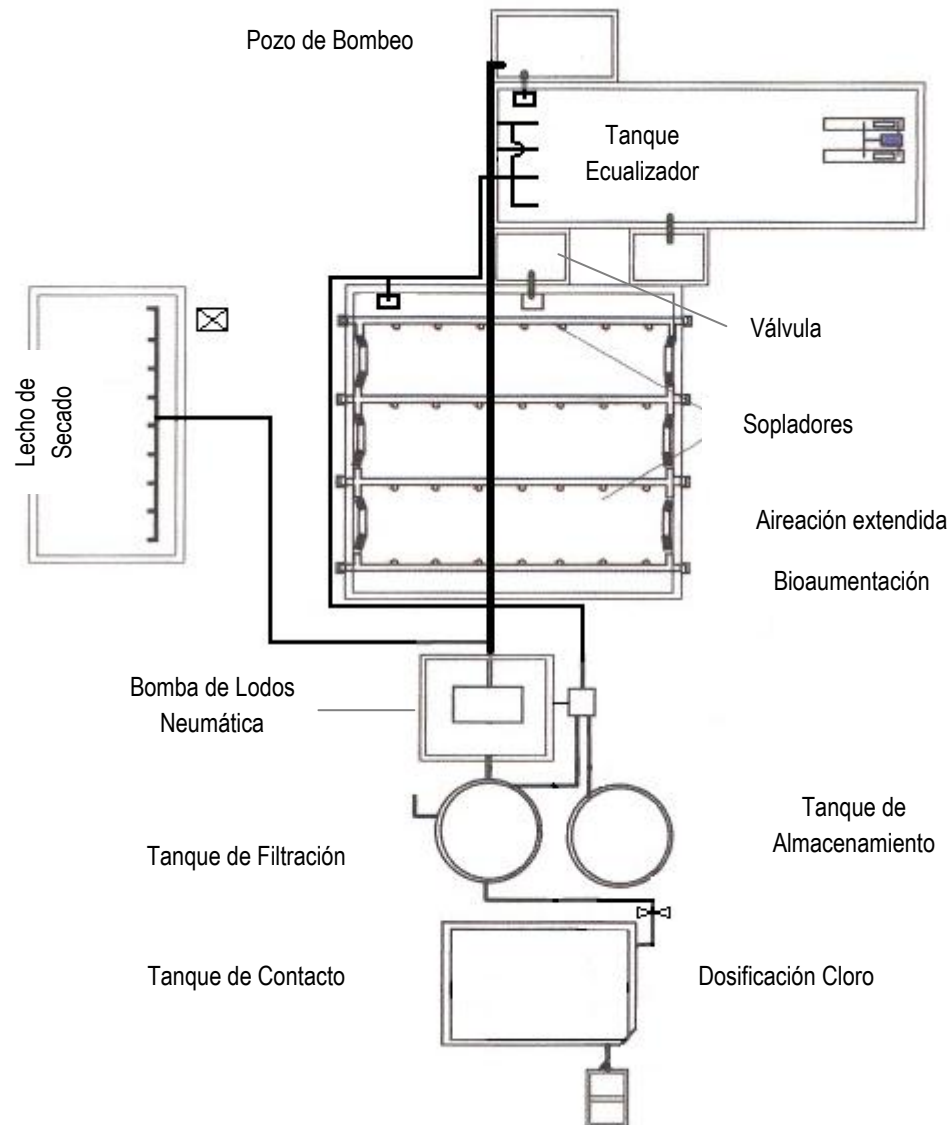 Pozo de Bombeo
Tanque
Ecualizador
Válvula
Lecho de
Secado
Sopladores
Aireación extendida
Bioaumentación
Bomba de Lodos
Neumática
Tanque de
Almacenamiento
Tanque de Filtración
Tanque de Contacto
Dosificación Cloro